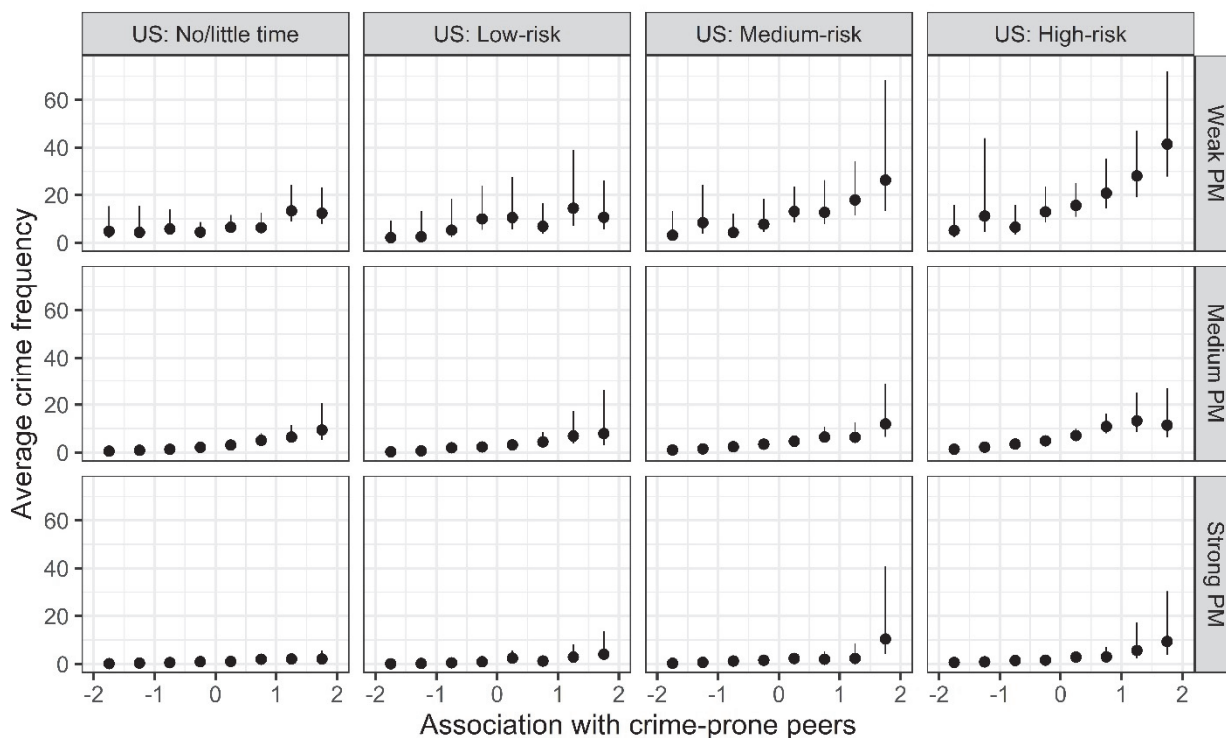 US: No/little time
US: Low-risk
US: Medium-risk
US: High-risk
60
40
20
0
Weak PM
60
40
20
0
Medium PM
60
40
20
0
Strong PM
Average crime frequency
-2 -1 0 1 2
-2 -1 0 1 2
-2 -1 0 1 2
-2 -1 0 1 2
Association with crime-prone peers